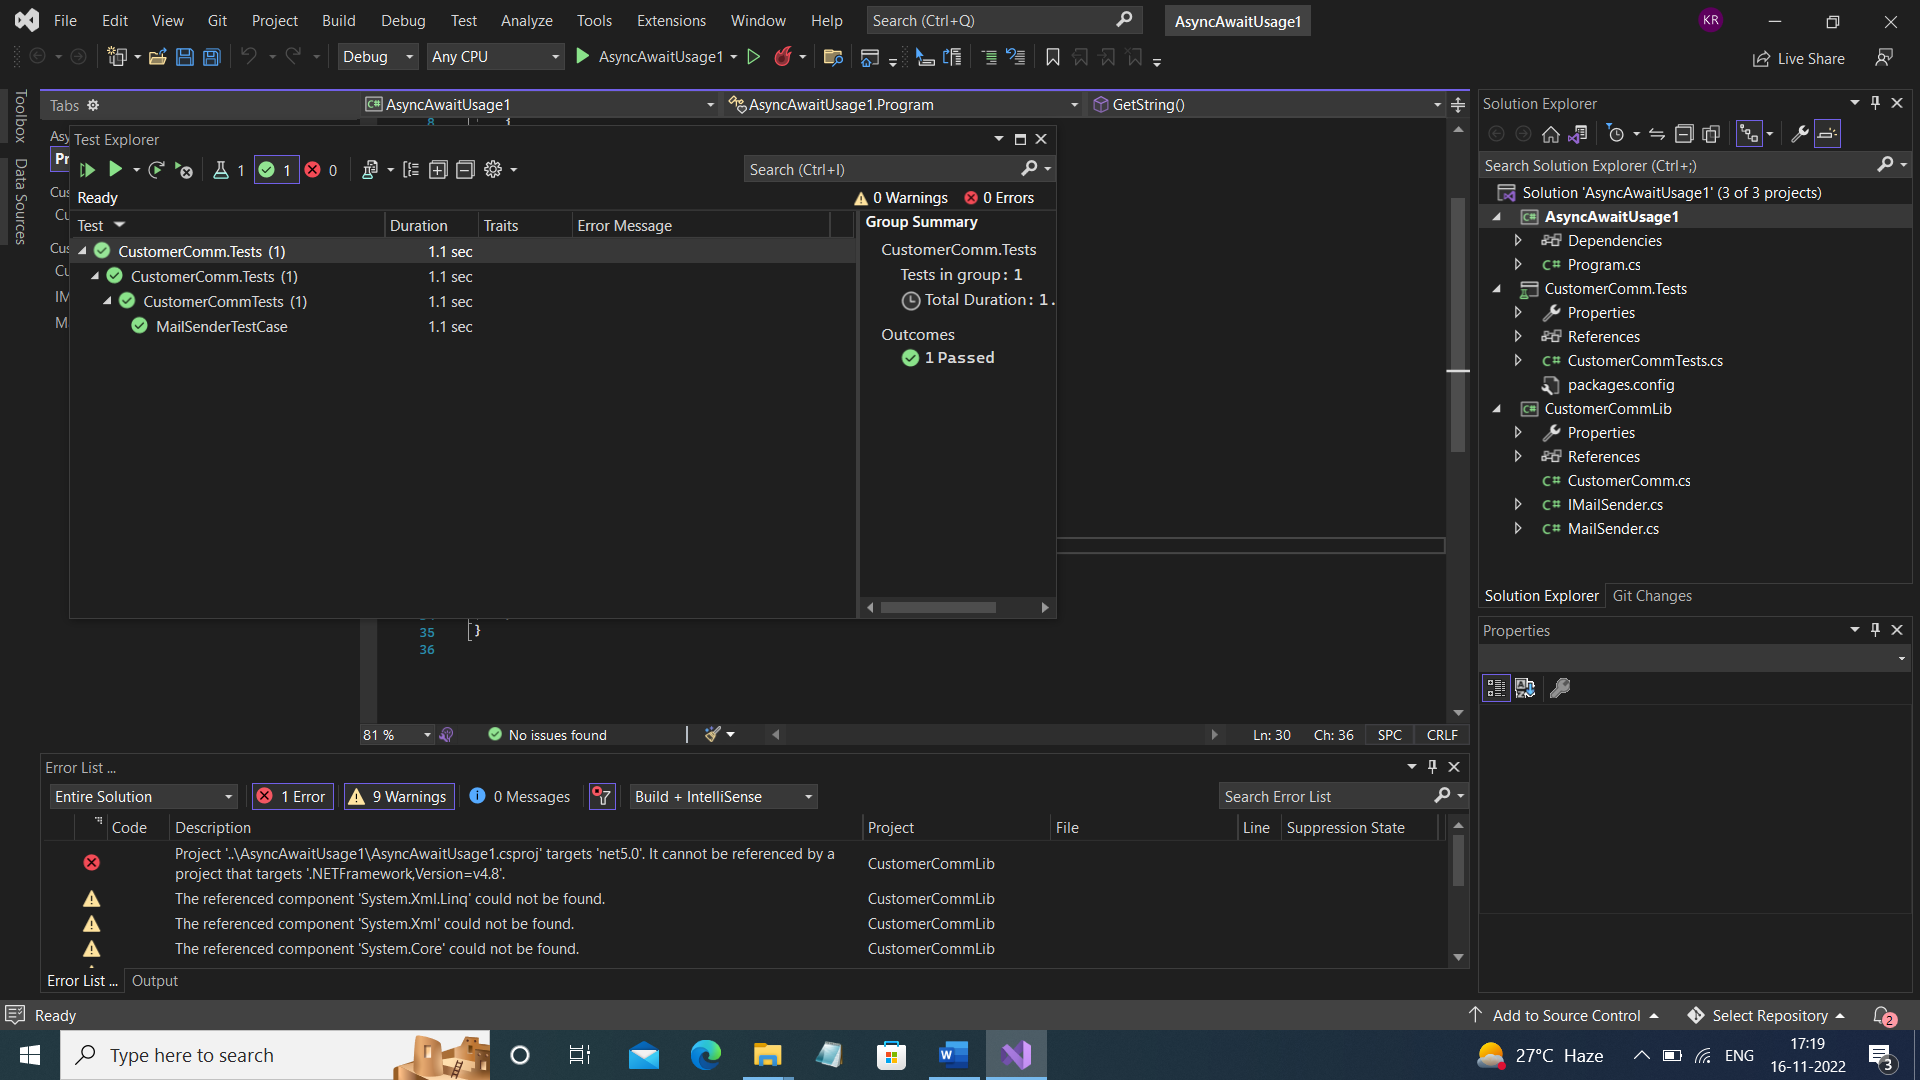 File Edit View Git Project Build Debug Test Analyze Tools Extensions Window Help Search (Ctrl+Q) AsyncAwaitUsage1 KR
Debug Any CPU AsyncAwaitUsage1 Live Share
Toolbox
Data Sources
Tabs
AsyncAwaitUsage1 AsyncAwaitUsage1.Program GetString()
8 {
Test Explorer
1 1 0 Search (Ctrl+I)
Ready 0 Warnings 0 Errors
Test Duration Traits Error Message
CustomerComm.Tests (1) 1.1 sec
CustomerComm.Tests (1) 1.1 sec
CustomerCommTests (1) 1.1 sec
MailSenderTestCase 1.1 sec
Group Summary
CustomerComm.Tests
Tests in group: 1
Total Duration: 1.
Outcomes
1 Passed
35 }
36
81 % No issues found Ln: 30 Ch: 36 SPC CRLF
Solution Explorer
Search Solution Explorer (Ctrl+;)
Solution 'AsyncAwaitUsage1' (3 of 3 projects)
AsyncAwaitUsage1
Dependencies
Program.cs
CustomerComm.Tests
Properties
References
CustomerCommTests.cs
packages.config
CustomerCommLib
Properties
References
CustomerComm.cs
IMailSender.cs
MailSender.cs
Solution Explorer Git Changes
Properties
Error List ...
Entire Solution 1 Error 9 Warnings 0 Messages Build + IntelliSense Search Error List
Code Description Project File Line Suppression State
Project '..\AsyncAwaitUsage1\AsyncAwaitUsage1.csproj' targets 'net5.0'. It cannot be referenced by a
project that targets '.NETFramework,Version=v4.8'. CustomerCommLib
The referenced component 'System.Xml.Linq' could not be found. CustomerCommLib
The referenced component 'System.Xml' could not be found. CustomerCommLib
The referenced component 'System.Core' could not be found. CustomerCommLib
Error List ... Output
Ready Add to Source Control Select Repository 2
Type here to search 27°C Haze ENG 17:19
16-11-2022 3